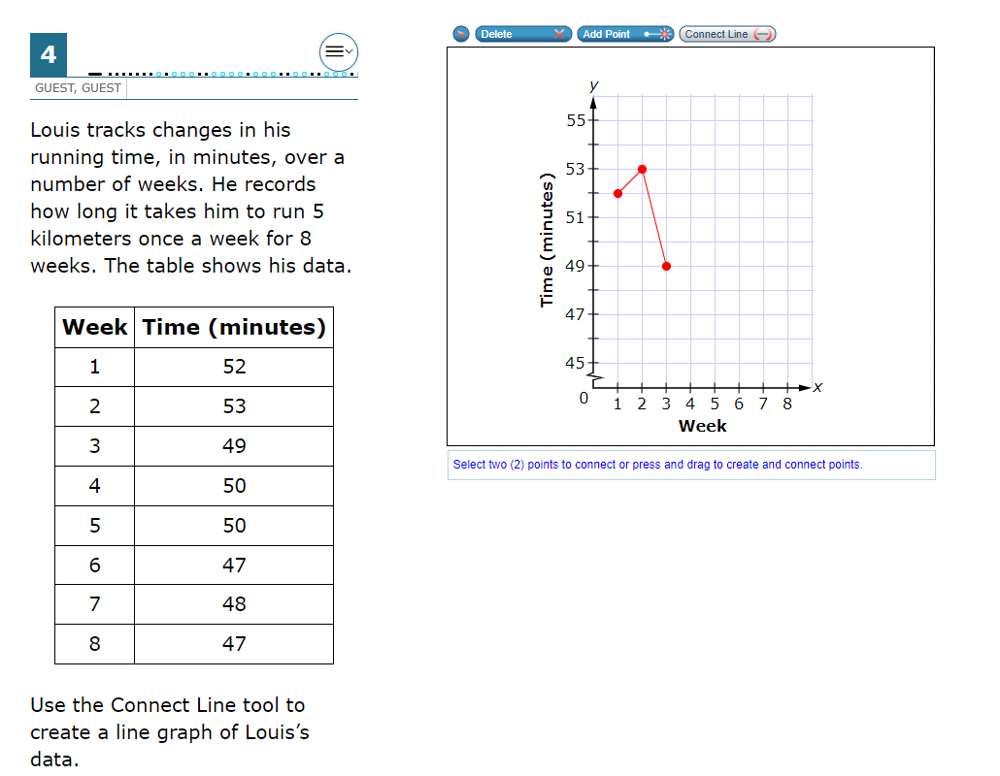 4
GUEST, GUEST
Louis tracks changes in his
running time, in minutes, over a
number of weeks. He records
how long it takes him to run 5
kilometers once a week for 8
weeks. The table shows his data.
Week Time (minutes)
1 52
2 53
3 49
4 50
5 50
6 47
7 48
8 47
Use the Connect Line tool to
create a line graph of Louis’s
data.
Delete Add Point Connect Line
y
55
53
51
49
47
45
Time (minutes)
0 1 2 3 4 5 6 7 8 x
Week
Select two (2) points to connect or press and drag to create and connect points.